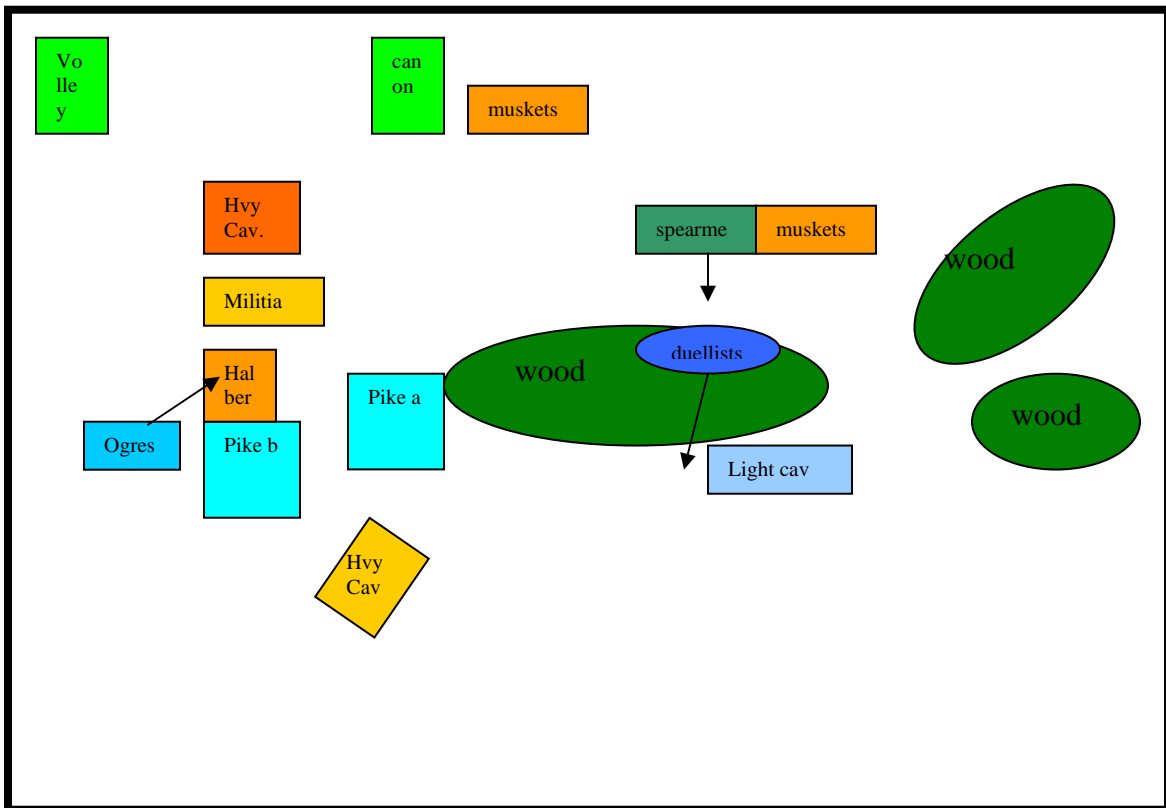 Vo
lle
y
can
on
muskets
Hvy
Cav.
spearme
muskets
wood
Militia
duellists
wood
Hal
ber
Pike a
wood
Ogres
Pike b
Light cav
Hvy
Cav